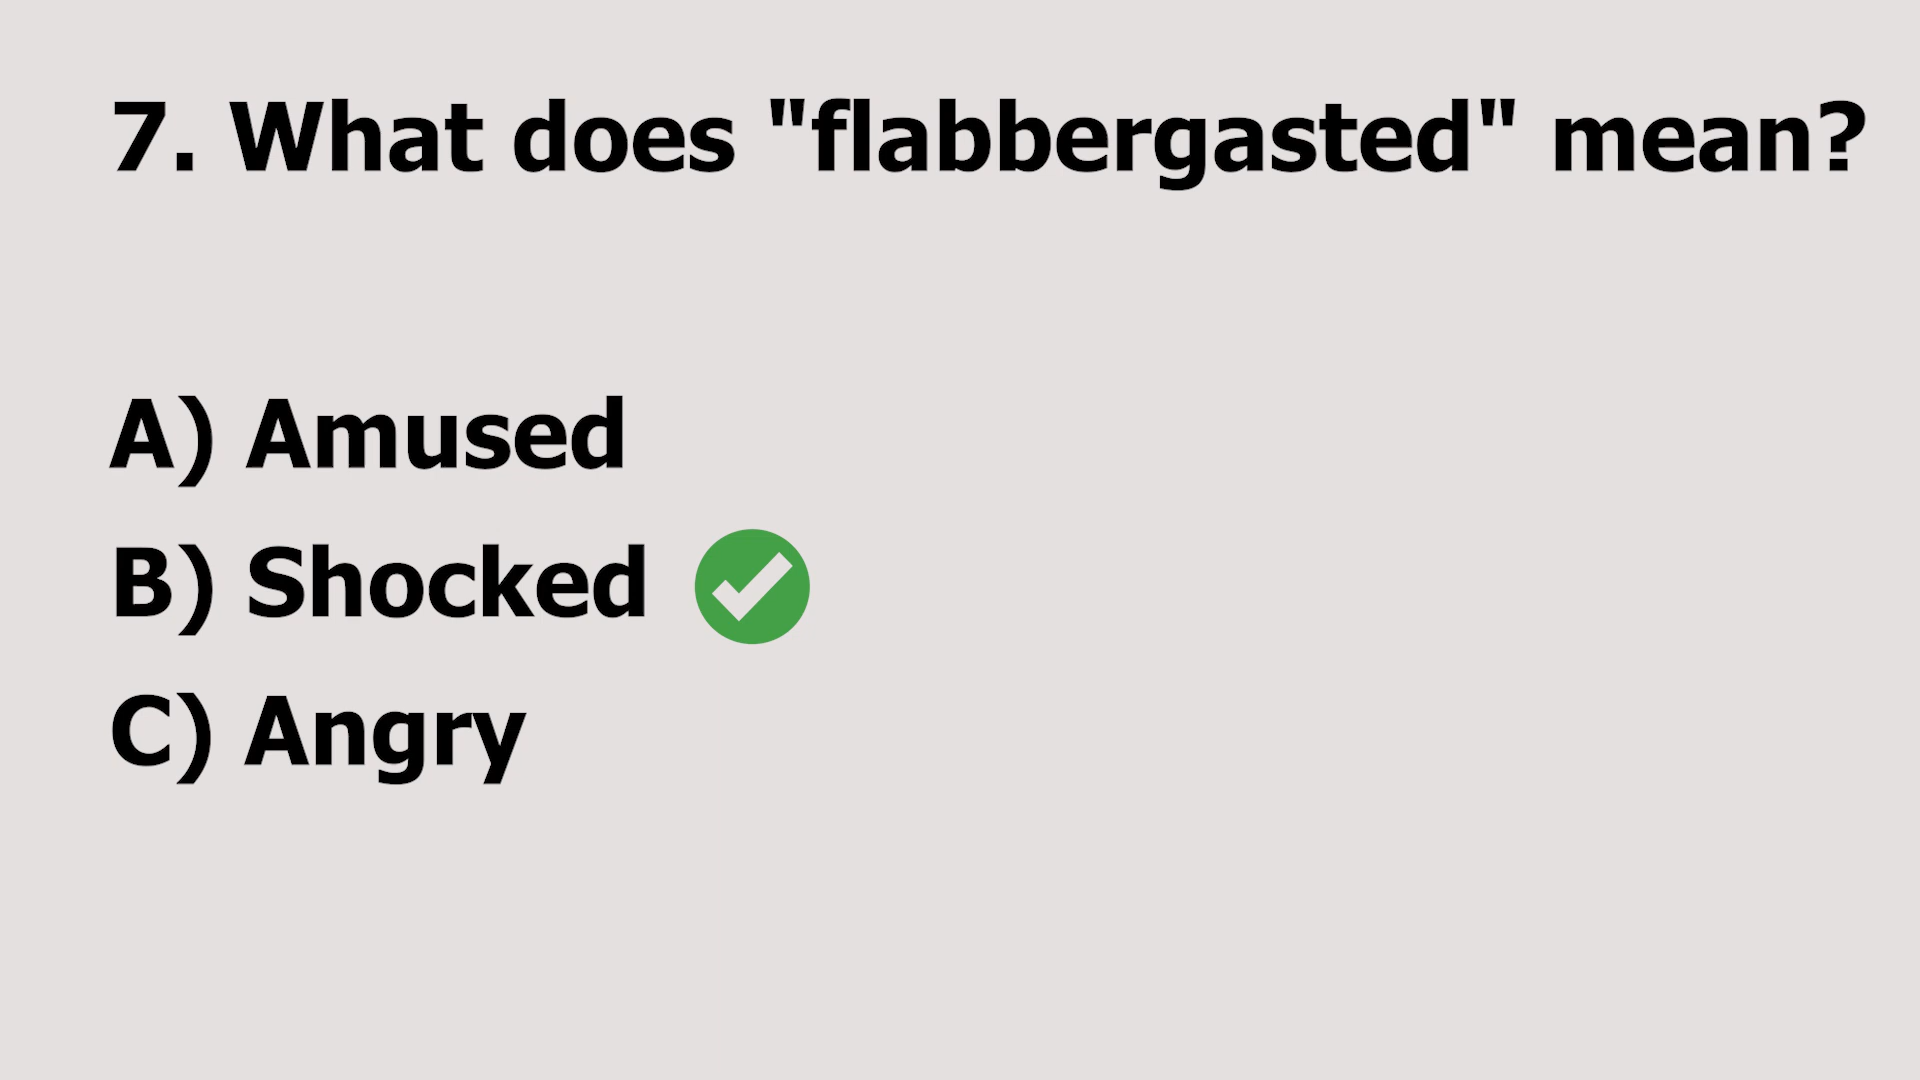 7. What does "flabbergasted" mean?
A) Amused
B) Shocked
C) Angry